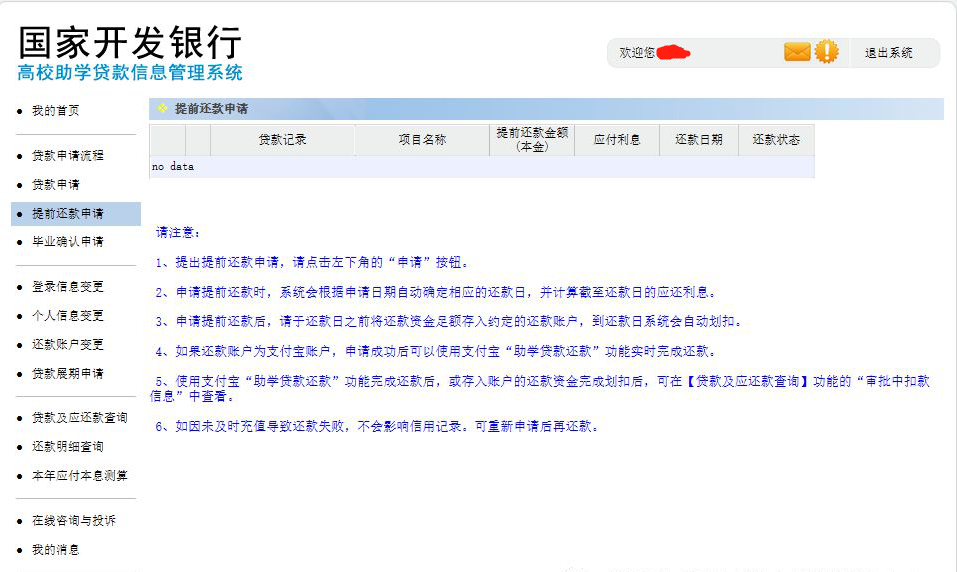 国家开发银行
高校助学贷款信息管理系统
欢迎您
退出系统
我的首页
贷款申请流程
贷款申请
提前还款申请
毕业确认申请
登录信息变更
个人信息变更
还款账户变更
贷款展期申请
贷款及应还款查询
还款明细查询
本年应付本息测算
在线咨询与投诉
我的消息
提前还款申请
贷款记录 项目名称 提前还款金额(本金) 应付利息 还款日期 还款状态
no data
请注意：
1、提出提前还款申请，请点击左下角的“申请”按钮。
2、申请提前还款时，系统会根据申请日期自动确定相应的还款日，并计算截至还款日的应还利息。
3、申请提前还款后，请于还款日之前将还款资金足额存入约定的还款账户，到还款日系统会自动划扣。
4、如果还款账户为支付宝账户，申请成功后可以使用支付宝“助学贷款还款”功能实时完成还款。
5、使用支付宝“助学贷款还款”功能完成还款后，或存入账户的还款资金完成划扣后，可在【贷款及应还款查询】功能的“审批中扣款
信息”中查看。
6、如因未及时充值导致还款失败，不会影响信用记录。可重新申请后再还款。